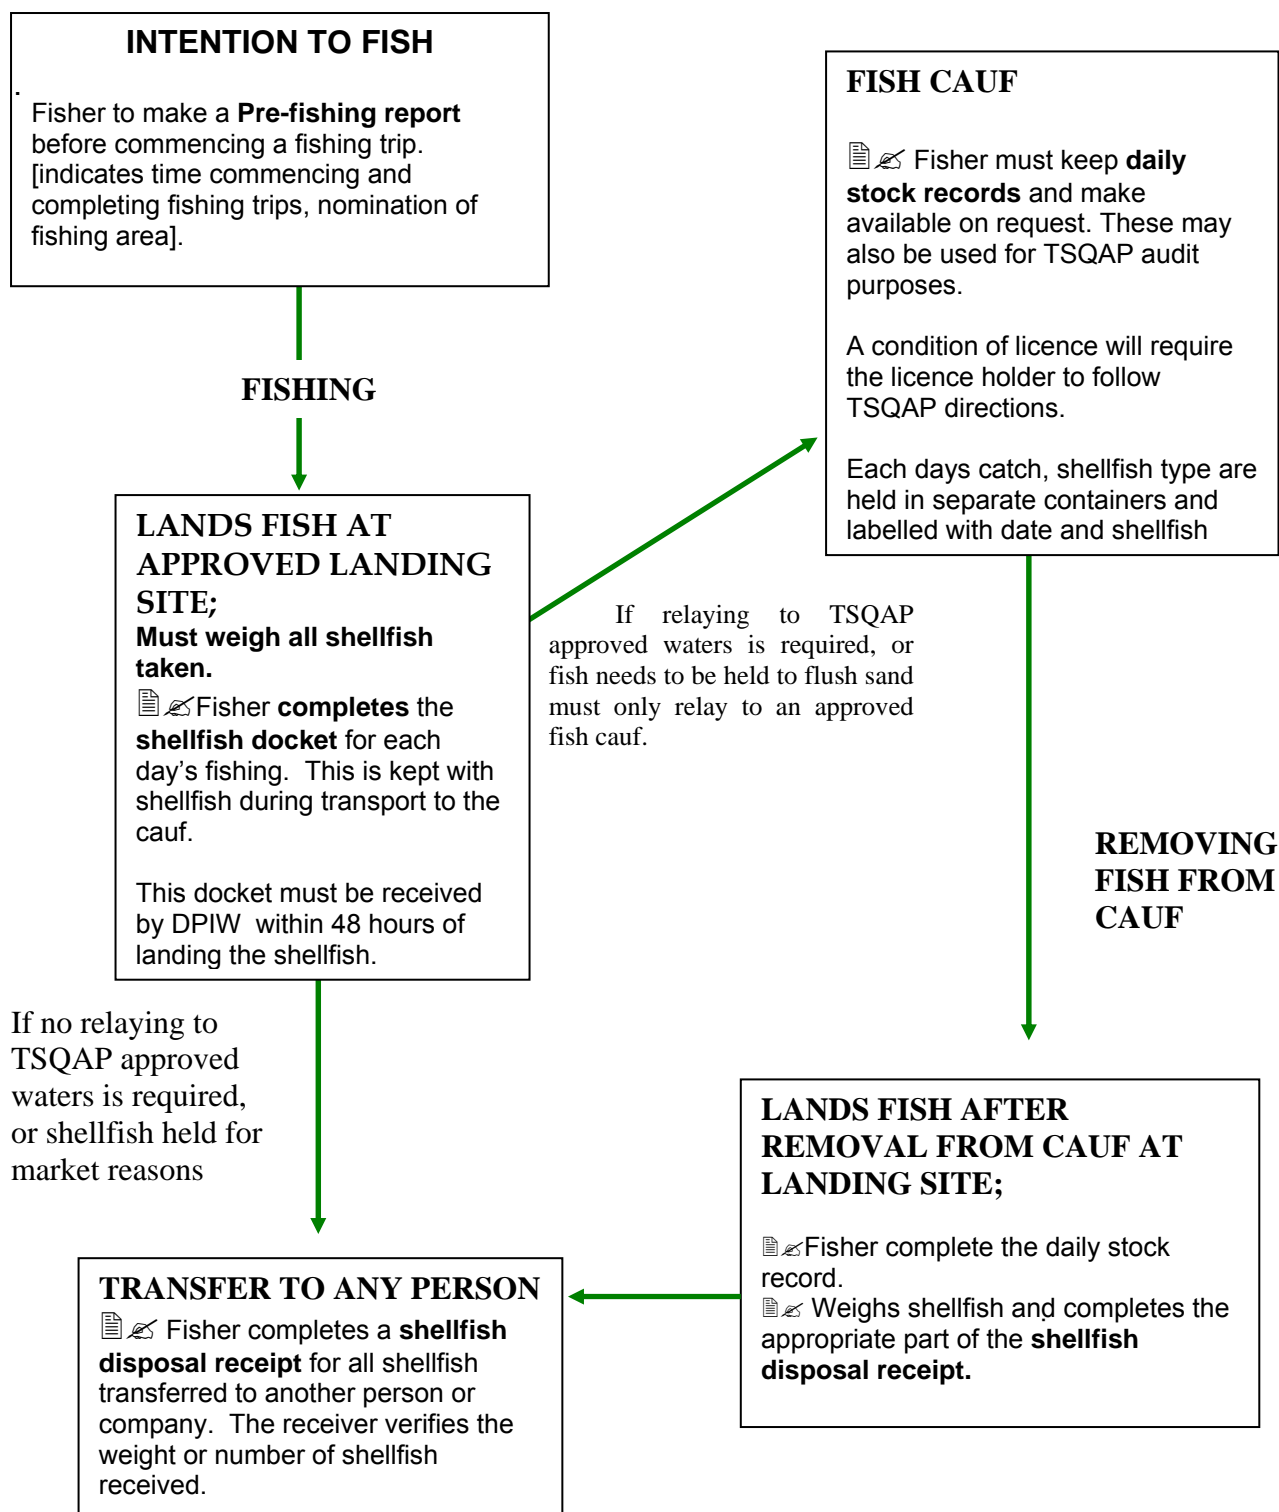 INTENTION TO FISH
.
Fisher to make a Pre-fishing report
before commencing a fishing trip.
[indicates time commencing and
completing fishing trips, nomination of
fishing area].
FISHING
LANDS FISH AT
APPROVED LANDING
SITE;
Must weigh all shellfish
taken.
Fisher completes the
shellfish docket for each
day’s fishing. This is kept with
shellfish during transport to the
cauf.
This docket must be received
by DPIW within 48 hours of
landing the shellfish.
If relaying to TSQAP
approved waters is required, or
fish needs to be held to flush sand
must only relay to an approved
fish cauf.
FISH CAUF
Fisher must keep daily
stock records and make
available on request. These may
also be used for TSQAP audit
purposes.
A condition of licence will require
the licence holder to follow
TSQAP directions.
Each days catch, shellfish type are
held in separate containers and
labelled with date and shellfish
REMOVING
FISH FROM
CAUF
If no relaying to
TSQAP approved
waters is required,
or shellfish held for
market reasons
LANDS FISH AFTER
REMOVAL FROM CAUF AT
LANDING SITE;
Fisher complete the daily stock
record.
Weighs shellfish and completes the
appropriate part of the shellfish
disposal receipt.
TRANSFER TO ANY PERSON
Fisher completes a shellfish
disposal receipt for all shellfish
transferred to another person or
company. The receiver verifies the
weight or number of shellfish
received.